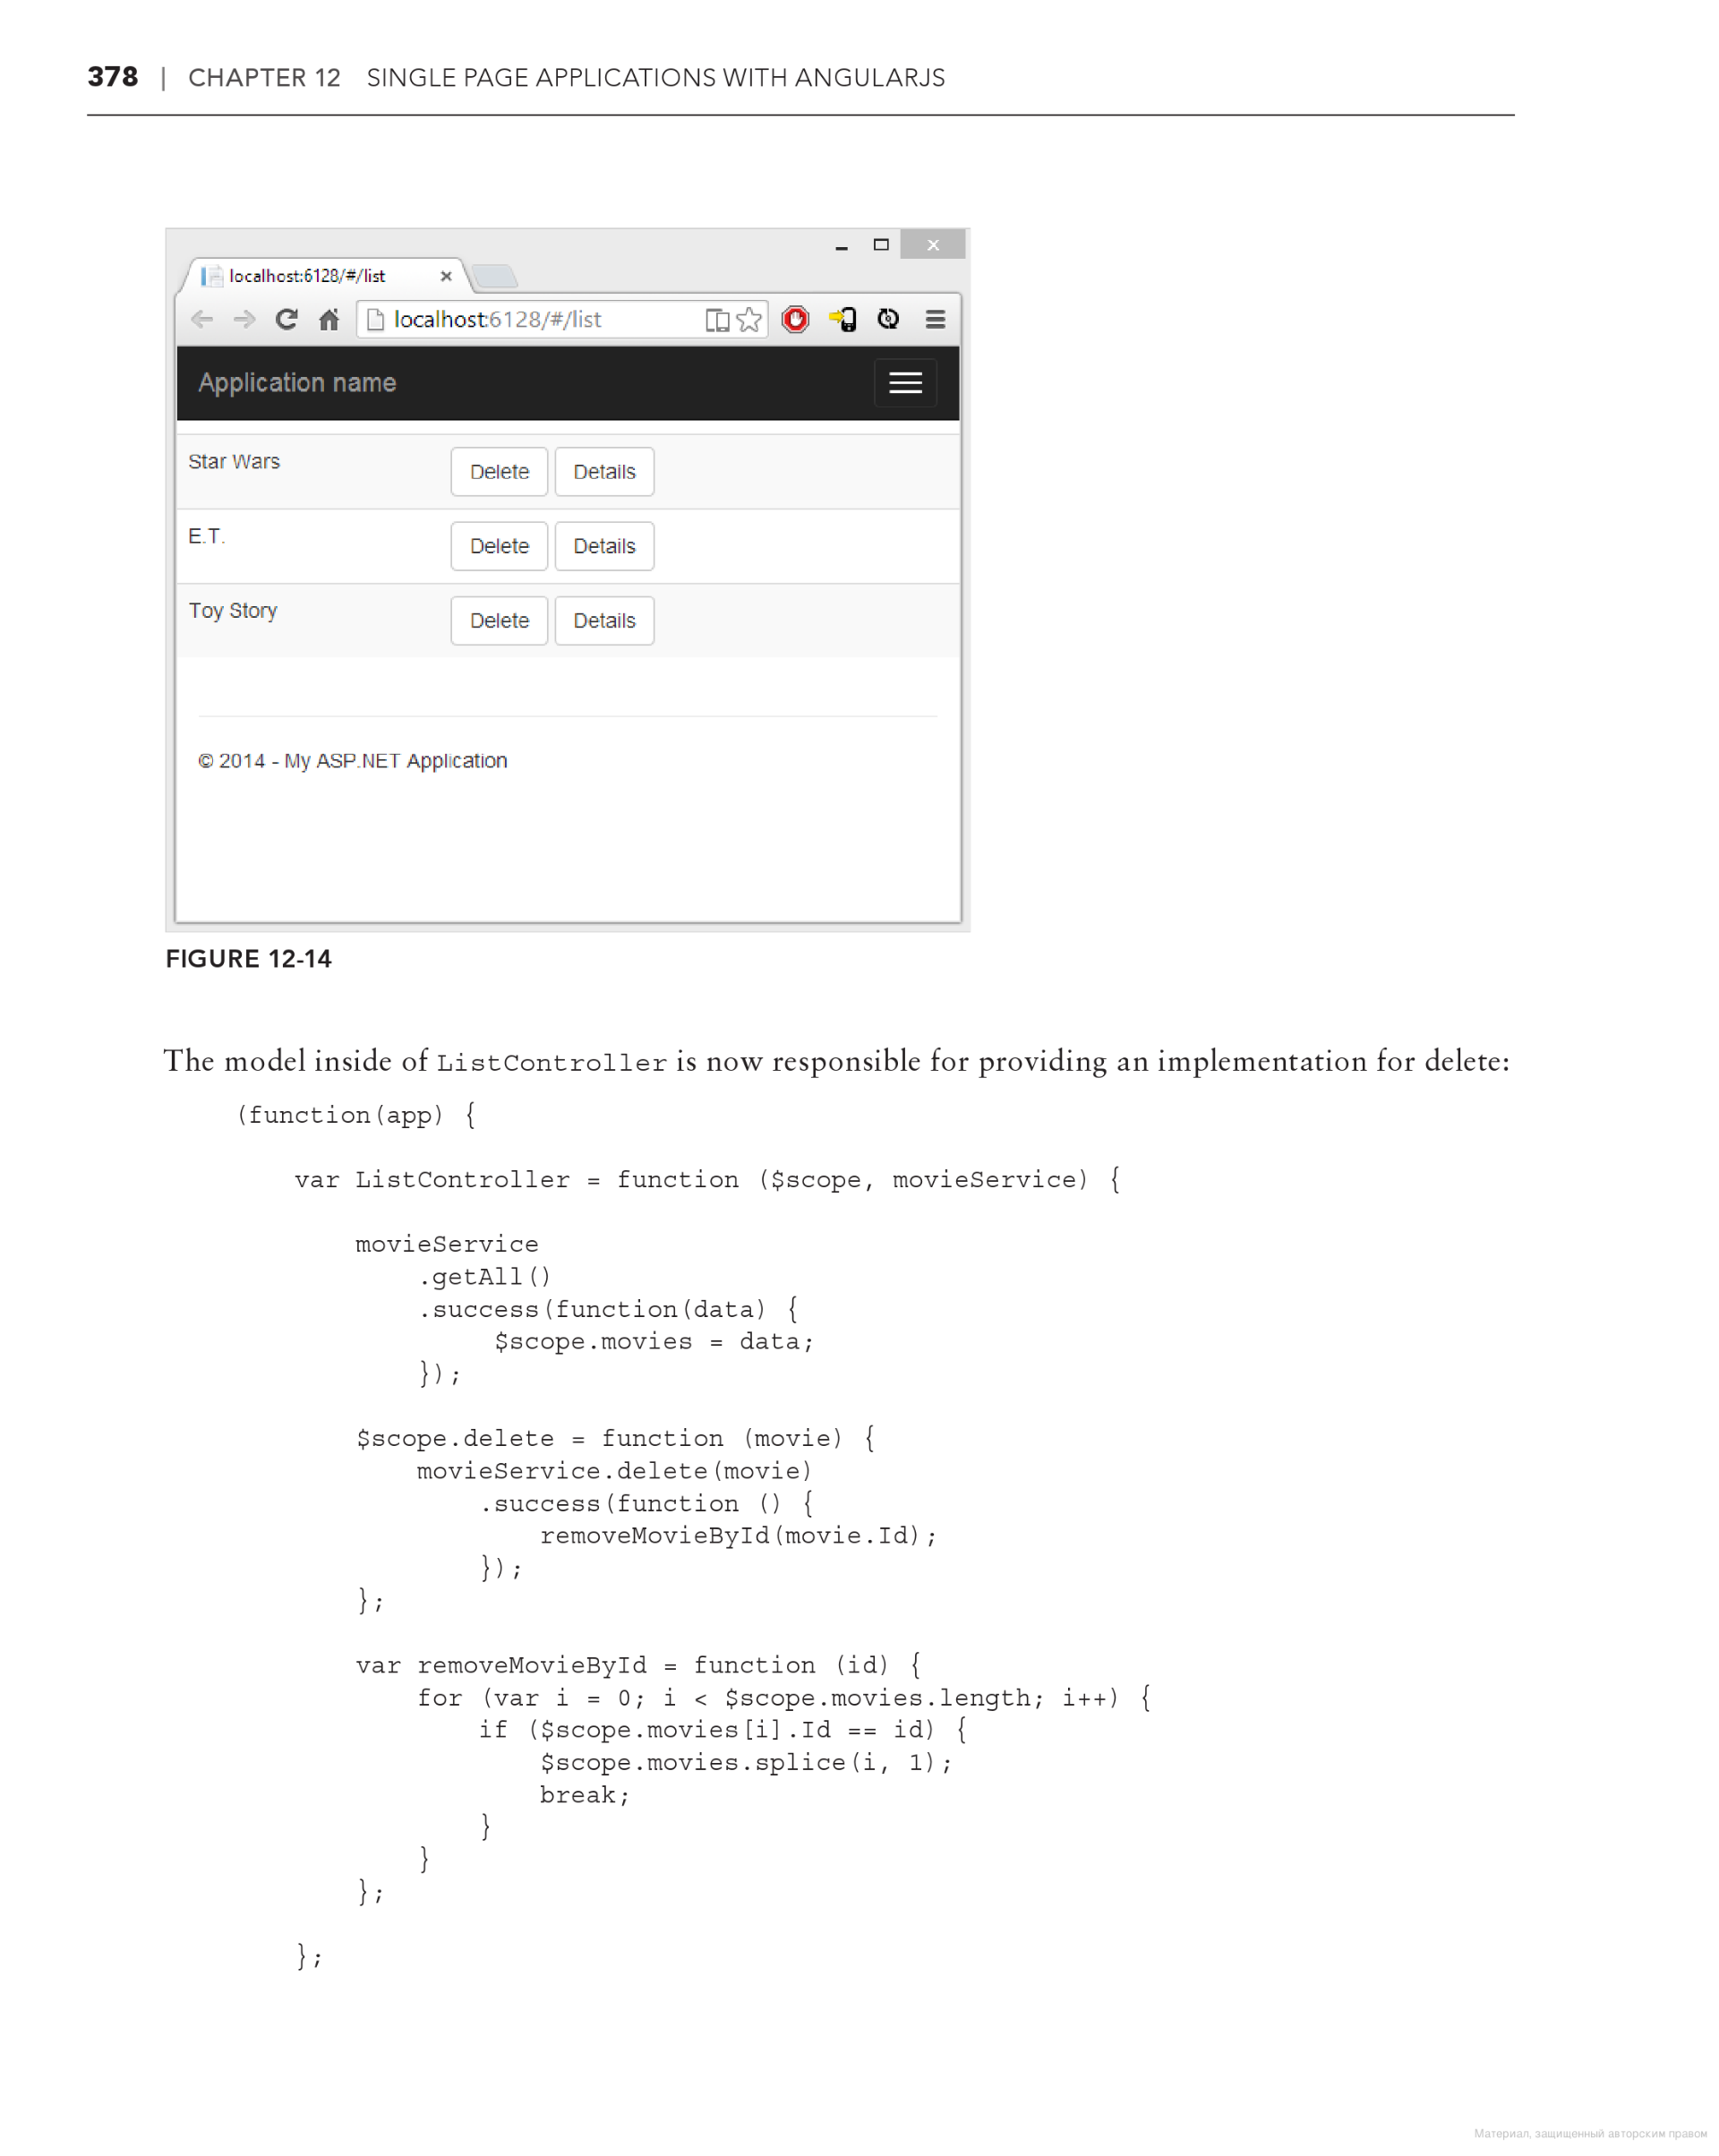 378 | CHAPTER 12 SINGLE PAGE APPLICATIONS WITH ANGULARJS
localhost:6128/#/list
localhost:6128/#/list
Application name
Star Wars Delete Details
E.T. Delete Details
Toy Story Delete Details
© 2014 - My ASP.NET Application
FIGURE 12-14
The model inside of ListController is now responsible for providing an implementation for delete:
(function(app) {
var ListController = function ($scope, movieService) {
movieService
.getAll()
.success(function(data) {
$scope.movies = data;
});
$scope.delete = function (movie) {
movieService.delete(movie)
.success(function () {
removeMovieById(movie.Id);
});
};
var removeMovieById = function (id) {
for (var i = 0; i < $scope.movies.length; i++) {
if ($scope.movies[i].Id == id) {
$scope.movies.splice(i, 1);
break;
}
}
};
};
Материал, защищенный авторским правом